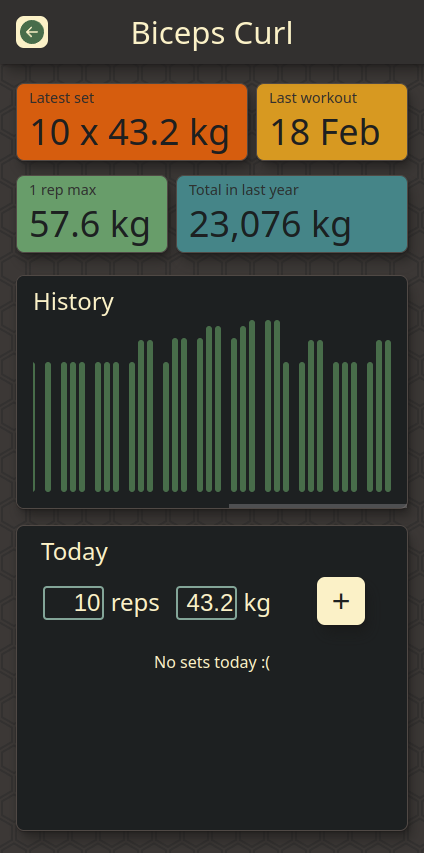 Biceps Curl
Latest set
10 x 43.2 kg
Last workout
18 Feb
1 rep max
57.6 kg
Total in last year
23,076 kg
History
Today
10 reps 43.2 kg +
No sets today :(